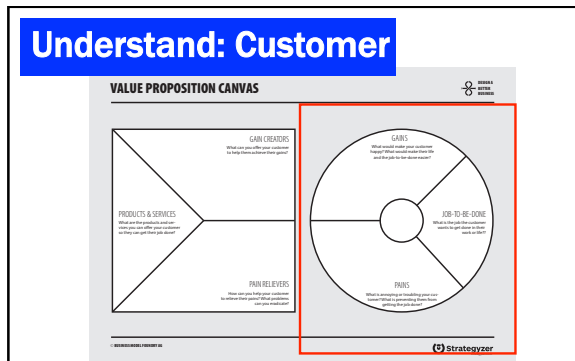 Understand: Customer
VALUE PROPOSITION CANVAS
DESIGN A
BETTER
BUSINESS
GAIN CREATORS
What can you offer your customer
to help them achieve their gains?
PRODUCTS & SERVICES
What are the products and ser-
vices you can offer your customer
so they can get their job done?
PAIN RELIEVERS
How can you help your customer
to relieve their pains? What problems
can you eradicate?
GAINS
What would make your customer
happy? What would make their life
and the job-to-be-done easier?
JOB-TO-BE-DONE
What is the job the customer
wants to get done in their
work or life??
PAINS
What is annoying or troubling your cus-
tomer? What is preventing them from
getting the job done?
© BUSINESS MODEL FOUNDRY AG
Strategyzer